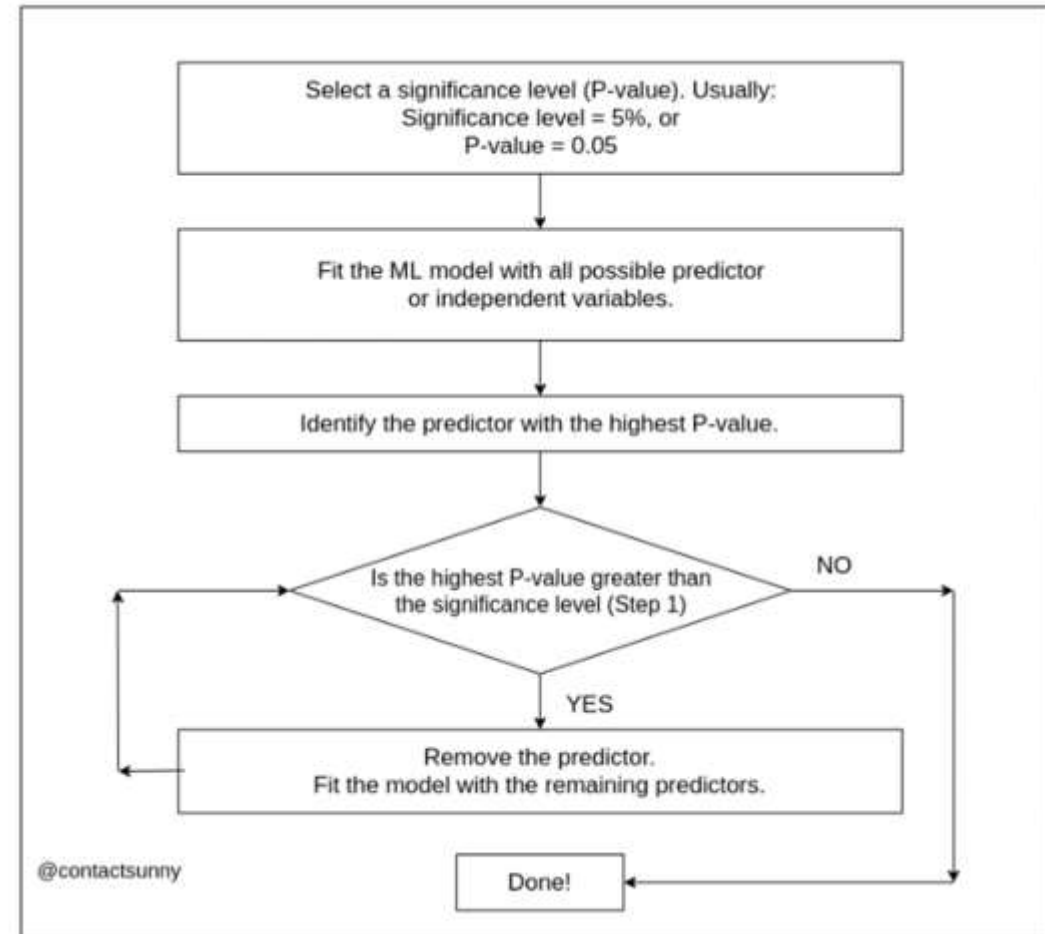 Select a significance level (P-value). Usually:
Significance level = 5%, or
P-value = 0.05
Fit the ML model with all possible predictor
or independent variables.
Identify the predictor with the highest P-value.
Is the highest P-value greater than
the significance level (Step 1)
NO
YES
Remove the predictor.
Fit the model with the remaining predictors.
@contactsunny
Done!